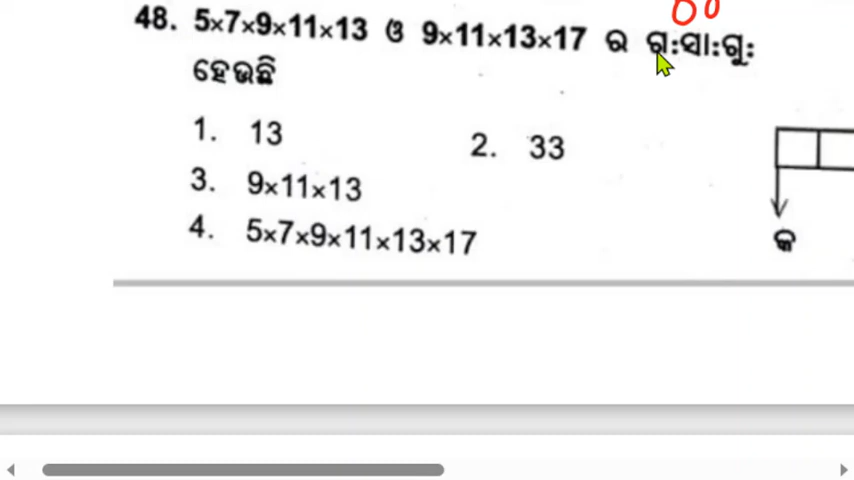 48. 5×7×9×11×13 ଓ 9×11×13×17 ର ଗ:ସା:ଗୁ:
ହେଉଛି
1. 13 2. 33
3. 9×11×13
4. 5×7×9×11×13×17
କ